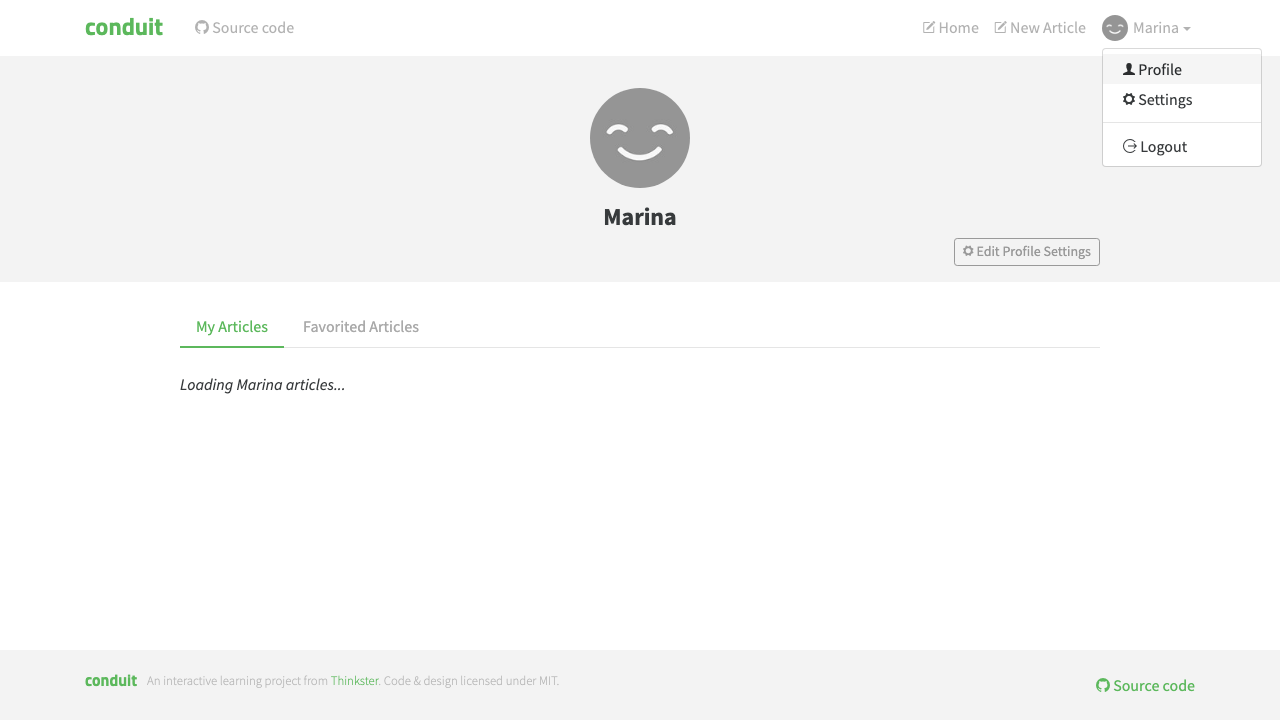 conduit
Source code
Home
New Article
Marina
Profile
Settings
Logout
Marina
Edit Profile Settings
My Articles
Favorited Articles
Loading Marina articles...
conduit
An interactive learning project from Thinkster. Code & design licensed under MIT.
Source code